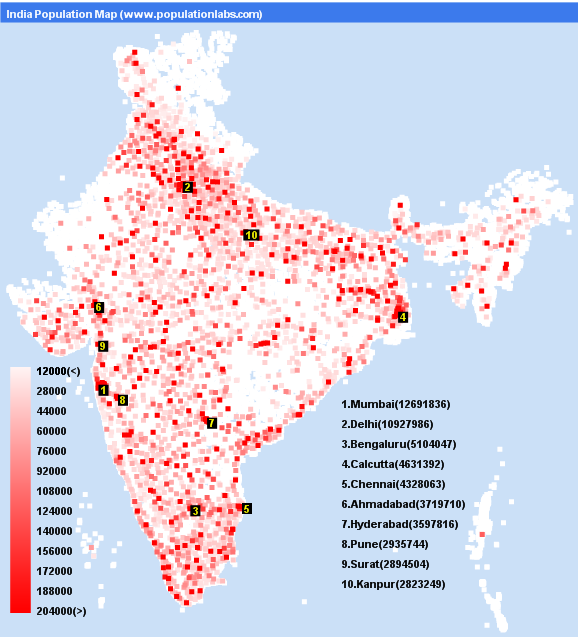 India Population Map (www.populationlabs.com)
2
10
6
4
9
1
8
7
3
5
12000(<)
28000
44000
60000
76000
92000
108000
124000
140000
156000
172000
188000
204000(>)
1.Mumbai(12691836)
2.Delhi(10927986)
3.Bengaluru(5104047)
4.Calcutta(4631392)
5.Chennai(4328063)
6.Ahmadabad(3719710)
7.Hyderabad(3597816)
8.Pune(2935744)
9.Surat(2894504)
10.Kanpur(2823249)